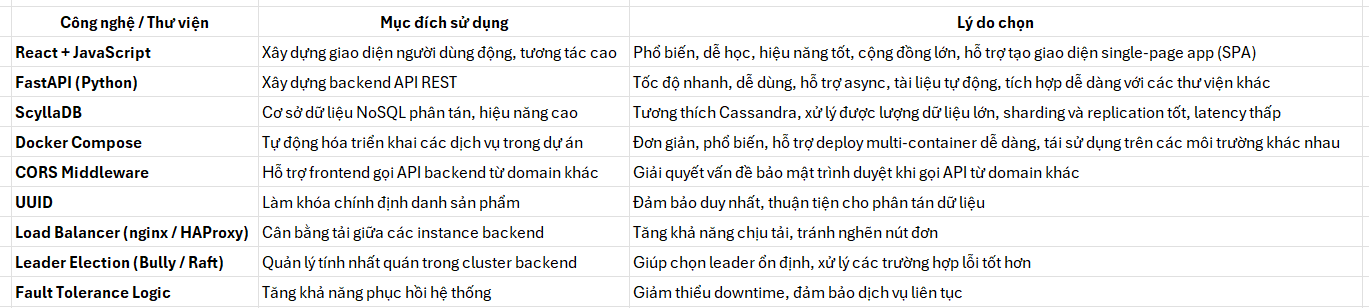 Công nghệ / Thư viện Mục đích sử dụng Lý do chọn
React + JavaScript Xây dựng giao diện người dùng động, tương tác cao Phổ biến, dễ học, hiệu năng tốt, cộng đồng lớn, hỗ trợ tạo giao diện single-page app (SPA)
FastAPI (Python) Xây dựng backend API REST Tốc độ nhanh, dễ dùng, hỗ trợ async, tài liệu tự động, tích hợp dễ dàng với các thư viện khác
ScyllaDB Cơ sở dữ liệu NoSQL phân tán, hiệu năng cao Tương thích Cassandra, xử lý được lượng dữ liệu lớn, sharding và replication tốt, latency thấp
Docker Compose Tự động hóa triển khai các dịch vụ trong dự án Đơn giản, phổ biến, hỗ trợ deploy multi-container dễ dàng, tái sử dụng trên các môi trường khác nhau
CORS Middleware Hỗ trợ frontend gọi API backend từ domain khác Giải quyết vấn đề bảo mật trình duyệt khi gọi API từ domain khác
UUID Làm khóa chính định danh sản phẩm Đảm bảo duy nhất, thuận tiện cho phân tán dữ liệu
Load Balancer (nginx / HAProxy) Cân bằng tải giữa các instance backend Tăng khả năng chịu tải, tránh nghẽn nút đơn
Leader Election (Bully / Raft) Quản lý tính nhất quán trong cluster backend Giúp chọn leader ổn định, xử lý các trường hợp lỗi tốt hơn
Fault Tolerance Logic Tăng khả năng phục hồi hệ thống Giảm thiểu downtime, đảm bảo dịch vụ liên tục